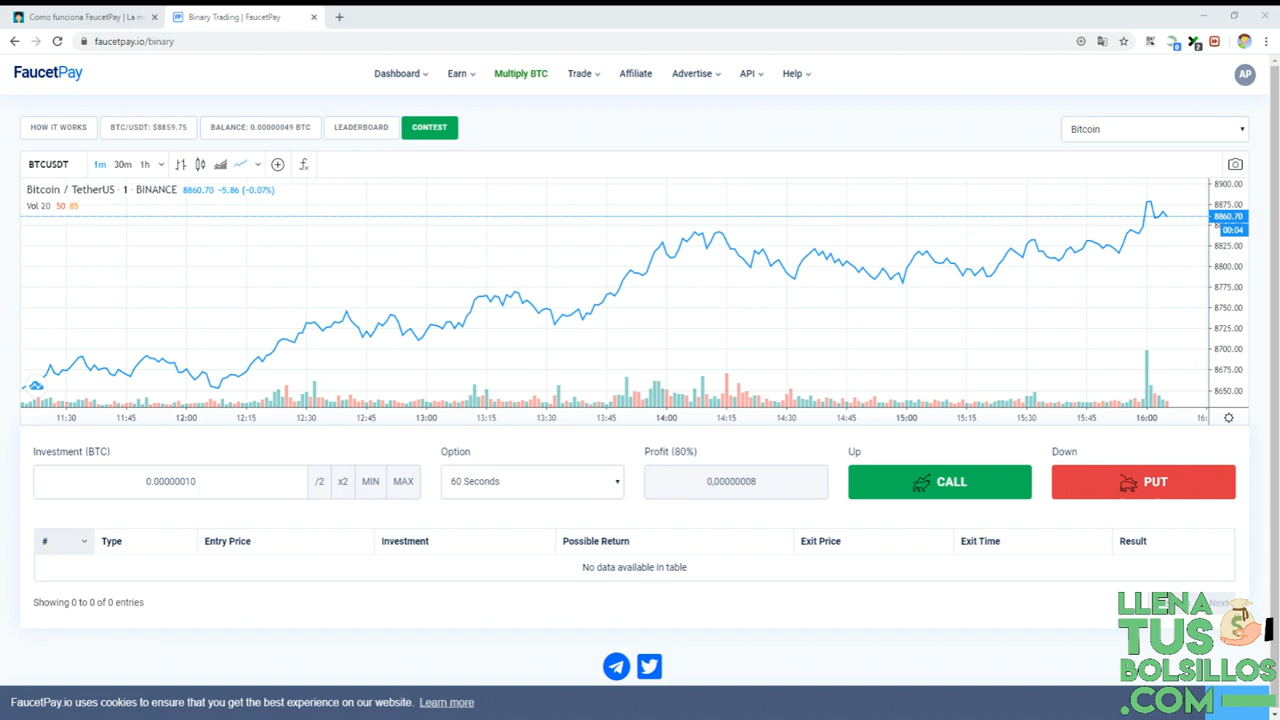 Como funciona FaucetPay | La m
Binary Trading | FaucetPay
faucetpay.io/binary
FaucetPay
Dashboard Earn Multiply BTC Trade Affiliate Advertise API Help
AP
HOW IT WORKS BTC/USDT: $8859.75 BALANCE: 0.00000049 BTC LEADERBOARD CONTEST Bitcoin
BTCUSDT 1m 30m 1h
Bitcoin / TetherUS · 1 · BINANCE 8860.70 -5.86 (-0.07%)
Vol 20 50 85
8900.00
8875.00
8860.70
00:04
8825.00
8800.00
8775.00
8750.00
8725.00
8700.00
8675.00
8650.00
11:30 11:45 12:00 12:15 12:30 12:45 13:00 13:15 13:30 13:45 14:00 14:15 14:30 14:45 15:00 15:15 15:30 15:45 16:00 16:
Investment (BTC) Option Profit (80%) Up Down
0.00000010 /2 x2 MIN MAX 60 Seconds 0,00000008 CALL PUT
# Type Entry Price Investment Possible Return Exit Price Exit Time Result
No data available in table
Showing 0 to 0 of 0 entries
Next
LLENA
TUS
BOLSILLOS
.COM
FaucetPay.io uses cookies to ensure that you get the best experience on our website. Learn more